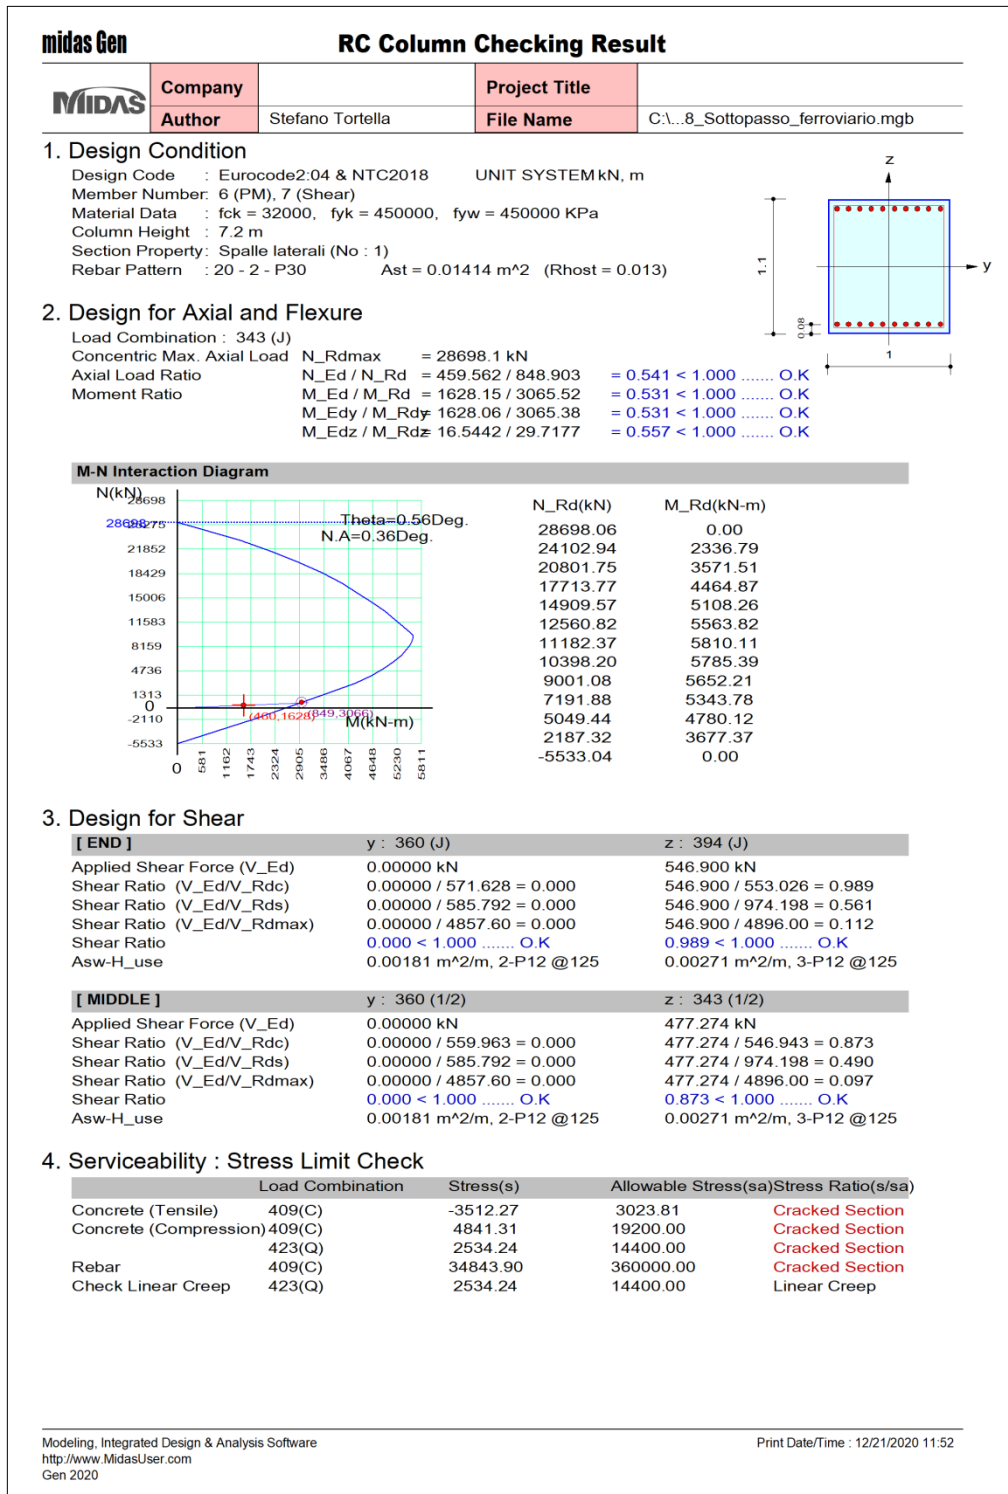 midas Gen RC Column Checking Result
MIDAS Company Project Title
Author Stefano Tortella File Name C:\...8_Sottopasso_ferroviario.mgb
1. Design Condition
Design Code : Eurocode2:04 & NTC2018 UNIT SYSTEM kN, m
Member Number: 6 (PM), 7 (Shear)
Material Data : fck = 32000, fyk = 450000, fyw = 450000 KPa
Column Height : 7.2 m
Section Property: Spalle laterali (No : 1)
Rebar Pattern : 20 - 2 - P30 Ast = 0.01414 m^2 (Rhost = 0.013)
z
y
1.1
0.08
1
2. Design for Axial and Flexure
Load Combination : 343 (J)
Concentric Max. Axial Load N_Rdmax = 28698.1 kN
Axial Load Ratio N_Ed / N_Rd = 459.562 / 848.903 = 0.541 < 1.000 ....... O.K
Moment Ratio M_Ed / M_Rd = 1628.15 / 3065.52 = 0.531 < 1.000 ....... O.K
M_Edy / M_Rdy = 1628.06 / 3065.38 = 0.531 < 1.000 ....... O.K
M_Edz / M_Rdz = 16.5442 / 29.7177 = 0.557 < 1.000 ....... O.K
M-N Interaction Diagram
N(kN)
28698
28698
25275
21852
18429
15006
11583
8159
4736
1313
0
-2110
-5533
Theta=0.56Deg.
N.A=0.36Deg.
(460,1628)
(849,3066)
M(kN-m)
0 581 1162 1743 2324 2905 3486 4067 4648 5230 5811
N_Rd(kN) M_Rd(kN-m)
28698.06 0.00
24102.94 2336.79
20801.75 3571.51
17713.77 4464.87
14909.57 5108.26
12560.82 5563.82
11182.37 5810.11
10398.20 5785.39
9001.08 5652.21
7191.88 5343.78
5049.44 4780.12
2187.32 3677.37
-5533.04 0.00
3. Design for Shear
[ END ] y : 360 (J) z : 394 (J)
Applied Shear Force (V_Ed) 0.00000 kN 546.900 kN
Shear Ratio (V_Ed/V_Rdc) 0.00000 / 571.628 = 0.000 546.900 / 553.026 = 0.989
Shear Ratio (V_Ed/V_Rds) 0.00000 / 585.792 = 0.000 546.900 / 974.198 = 0.561
Shear Ratio (V_Ed/V_Rdmax) 0.00000 / 4857.60 = 0.000 546.900 / 4896.00 = 0.112
Shear Ratio 0.000 < 1.000 ....... O.K 0.989 < 1.000 ....... O.K
Asw-H_use 0.00181 m^2/m, 2-P12 @125 0.00271 m^2/m, 3-P12 @125
[ MIDDLE ] y : 360 (1/2) z : 343 (1/2)
Applied Shear Force (V_Ed) 0.00000 kN 477.274 kN
Shear Ratio (V_Ed/V_Rdc) 0.00000 / 559.963 = 0.000 477.274 / 546.943 = 0.873
Shear Ratio (V_Ed/V_Rds) 0.00000 / 585.792 = 0.000 477.274 / 974.198 = 0.490
Shear Ratio (V_Ed/V_Rdmax) 0.00000 / 4857.60 = 0.000 477.274 / 4896.00 = 0.097
Shear Ratio 0.000 < 1.000 ....... O.K 0.873 < 1.000 ....... O.K
Asw-H_use 0.00181 m^2/m, 2-P12 @125 0.00271 m^2/m, 3-P12 @125
4. Serviceability : Stress Limit Check
Load Combination Stress(s) Allowable Stress(sa) Stress Ratio(s/sa)
Concrete (Tensile) 409(C) -3512.27 3023.81 Cracked Section
Concrete (Compression) 409(C) 4841.31 19200.00 Cracked Section
423(Q) 2534.24 14400.00 Cracked Section
Rebar 409(C) 34843.90 360000.00 Cracked Section
Check Linear Creep 423(Q) 2534.24 14400.00 Linear Creep
Modeling, Integrated Design & Analysis Software Print Date/Time : 12/21/2020 11:52
http://www.MidasUser.com
Gen 2020